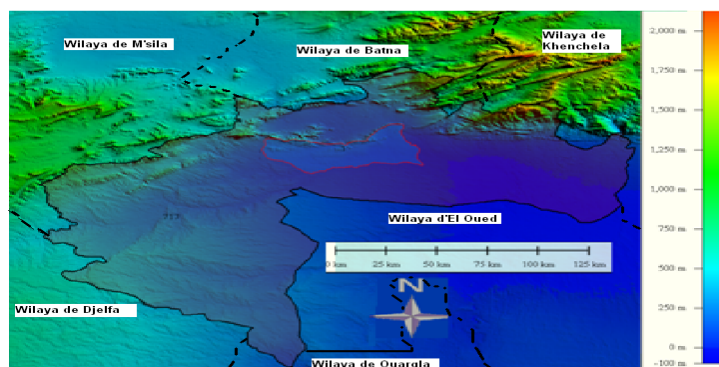 Wilaya de M'sila
Wilaya de Batna
Wilaya de
Khenchela
2,000 m
1,750 m
1,500 m
1,250 m
1,000 m
750 m
500 m
250 m
0 m
-100 m
Wilaya d'El Oued
0 km 25 km 50 km 75 km 100 km 125 km
N
Wilaya de Djelfa
Wilaya de Ouargla